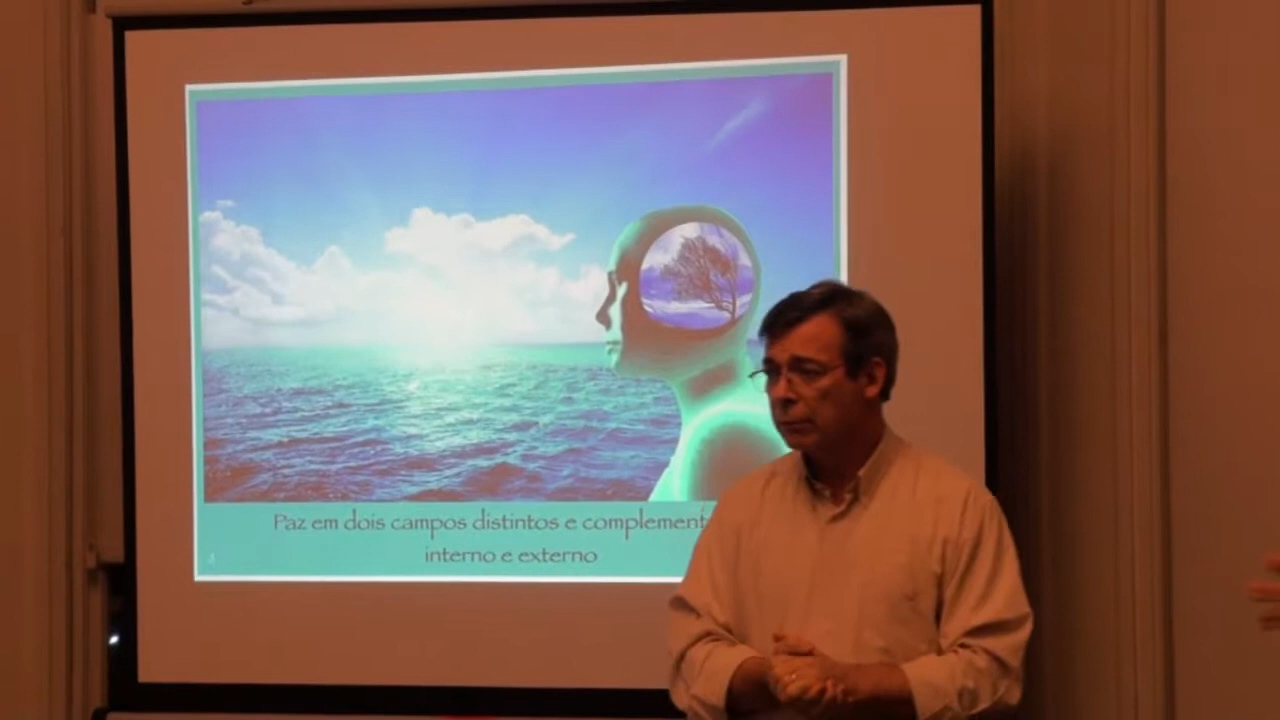 Paz em dois campos distintos e complement
interno e externo